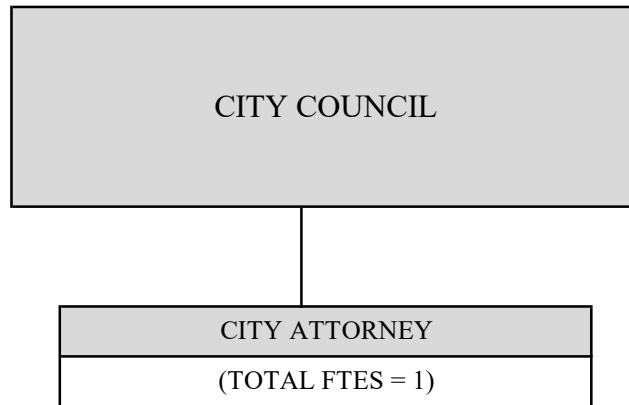 CITY COUNCIL
CITY ATTORNEY
(TOTAL FTES = 1)